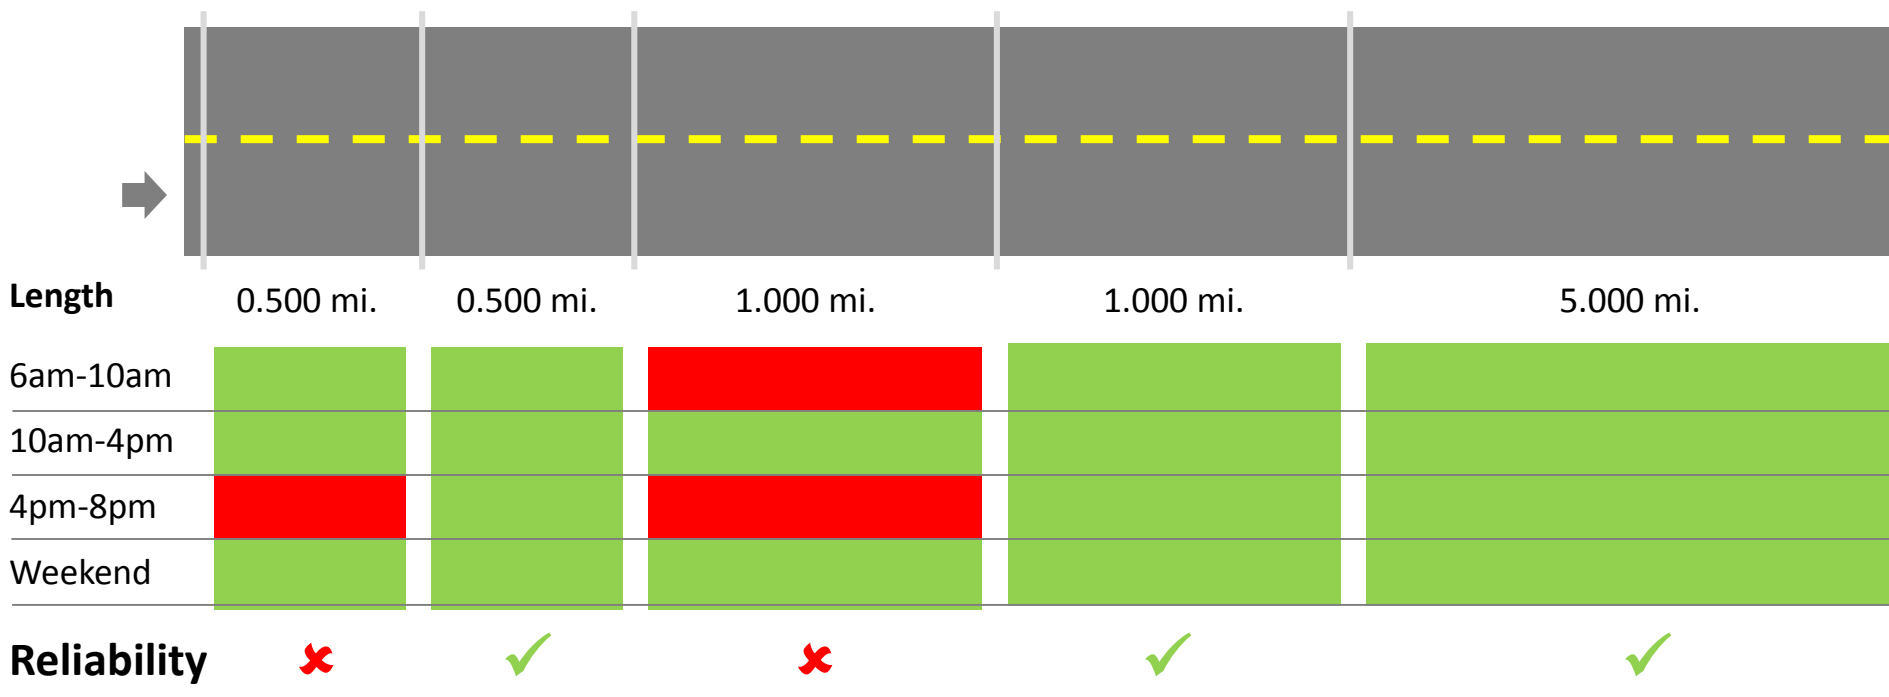 Length 0.500 mi. 0.500 mi. 1.000 mi. 1.000 mi. 5.000 mi.
6am-10am
10am-4pm
4pm-8pm
Weekend
Reliability ✘ ✓ ✘ ✓ ✓